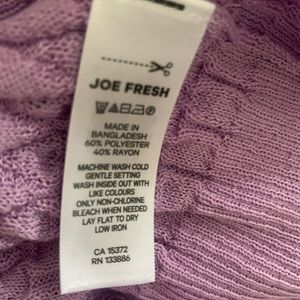 JOE FRESH
MADE IN
BANGLADESH
60% POLYESTER
40% RAYON
MACHINE WASH COLD
GENTLE SETTING
WASH INSIDE OUT WITH
LIKE COLOURS
ONLY NON-CHLORINE
BLEACH WHEN NEEDED
LAY FLAT TO DRY
LOW IRON
CA 15372
RN 133886